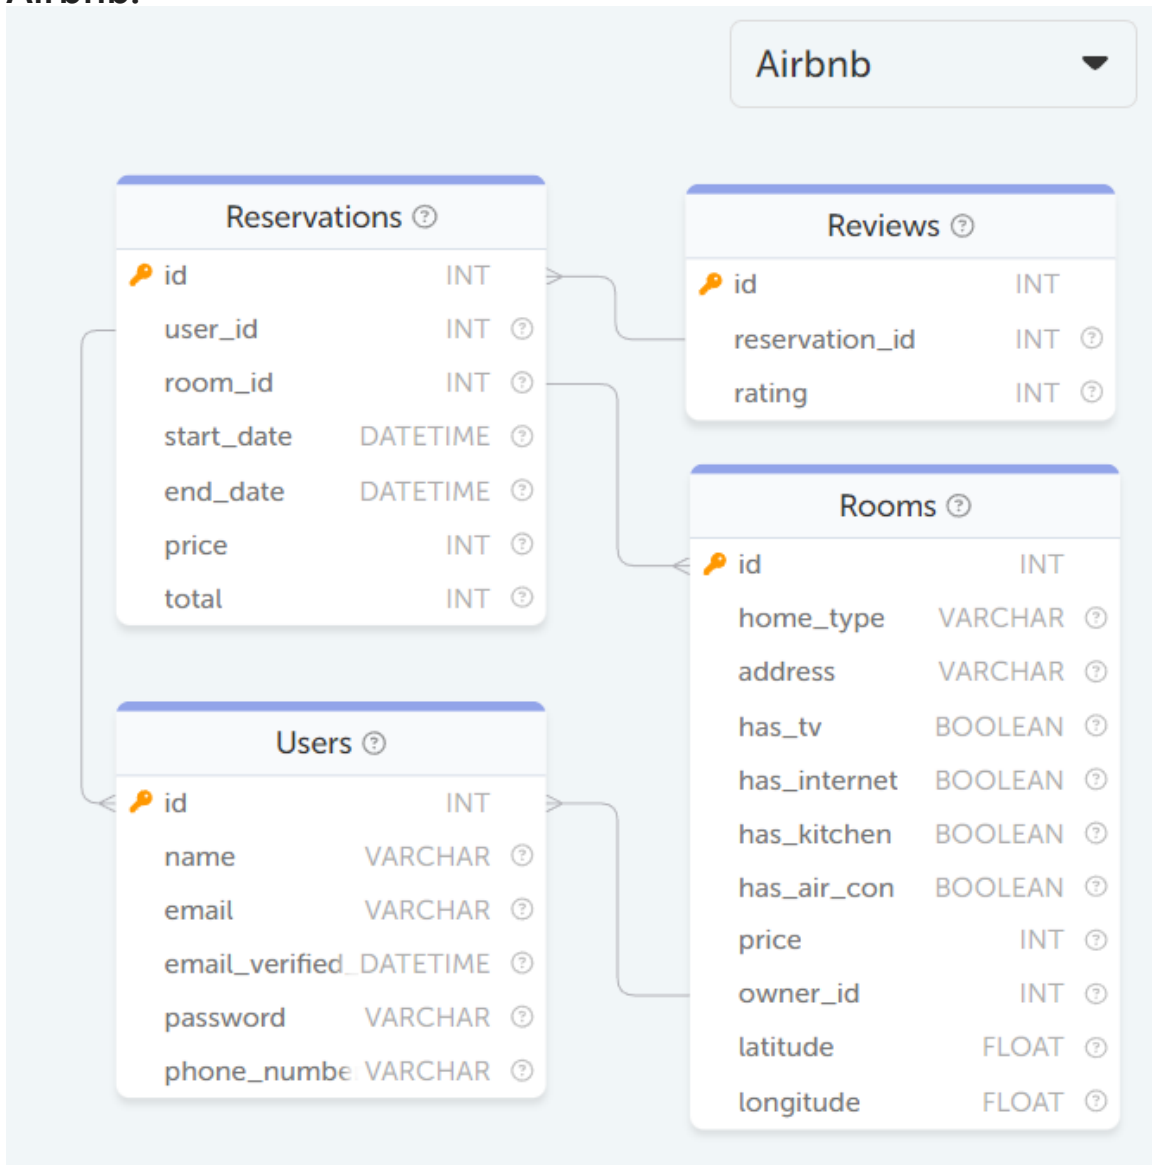 Airbnb.
Airbnb
Reservations
id INT
user_id INT
room_id INT
start_date DATETIME
end_date DATETIME
price INT
total INT
Reviews
id INT
reservation_id INT
rating INT
Rooms
id INT
home_type VARCHAR
address VARCHAR
has_tv BOOLEAN
has_internet BOOLEAN
has_kitchen BOOLEAN
has_air_con BOOLEAN
price INT
owner_id INT
latitude FLOAT
longitude FLOAT
Users
id INT
name VARCHAR
email VARCHAR
email_verified_ DATETIME
password VARCHAR
phone_numbe VARCHAR